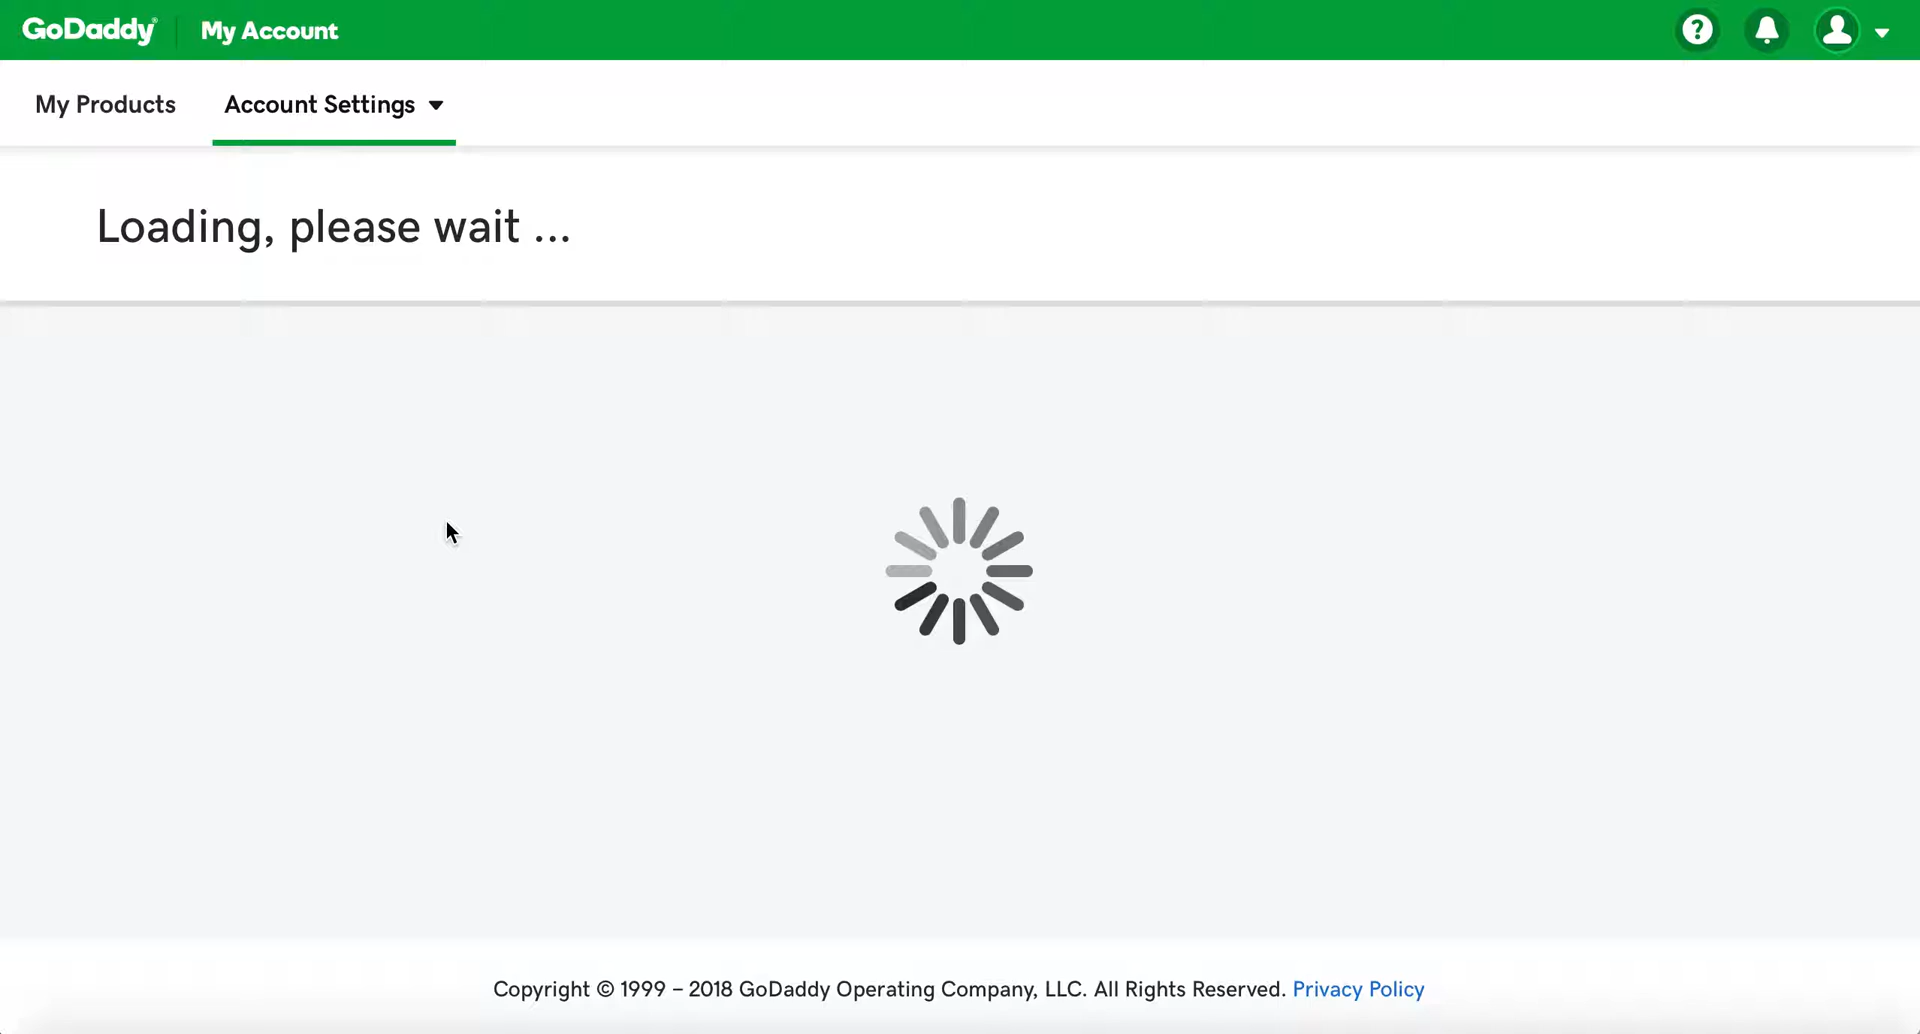 GoDaddy My Account
My Products Account Settings
Loading, please wait ...
Copyright © 1999 – 2018 GoDaddy Operating Company, LLC. All Rights Reserved. Privacy Policy